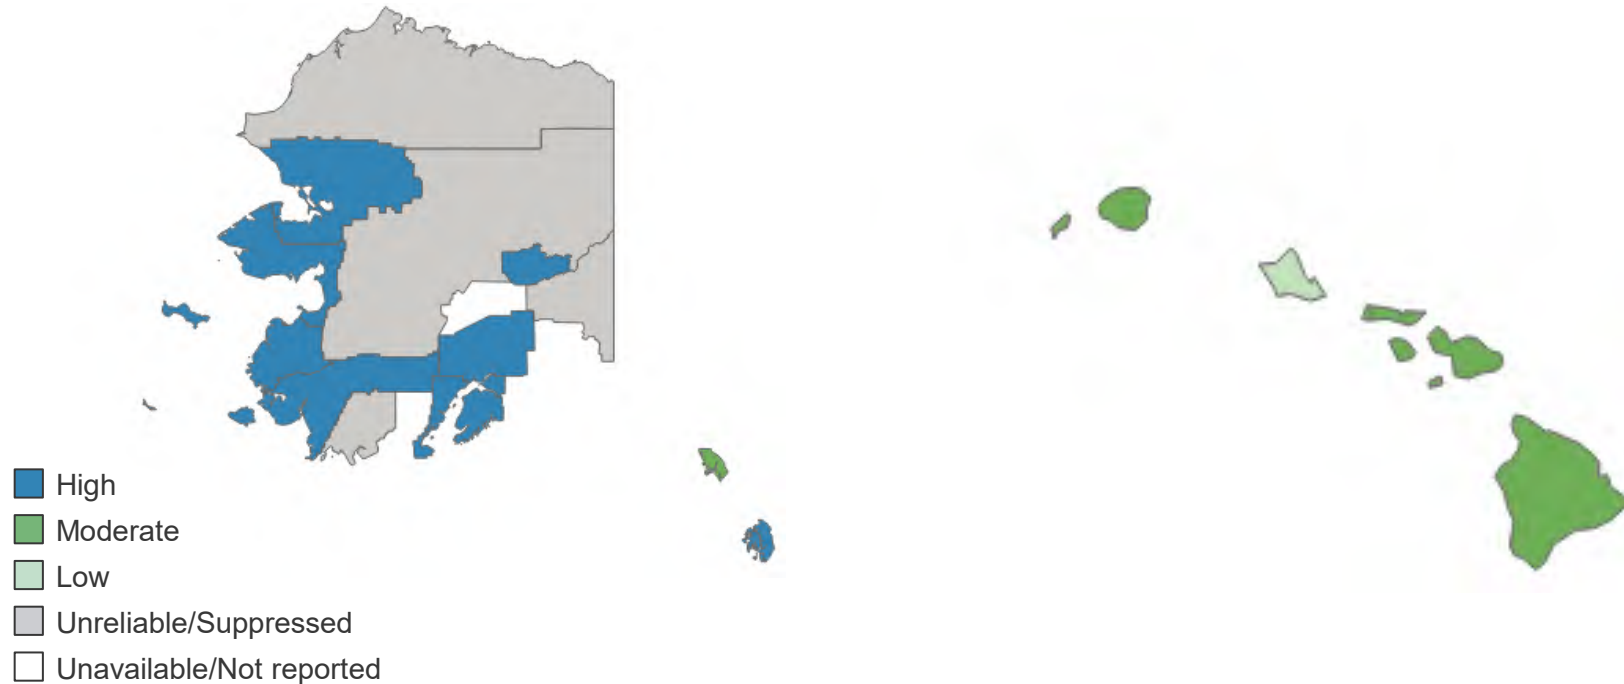 High
Moderate
Low
Unreliable/Suppressed
Unavailable/Not reported